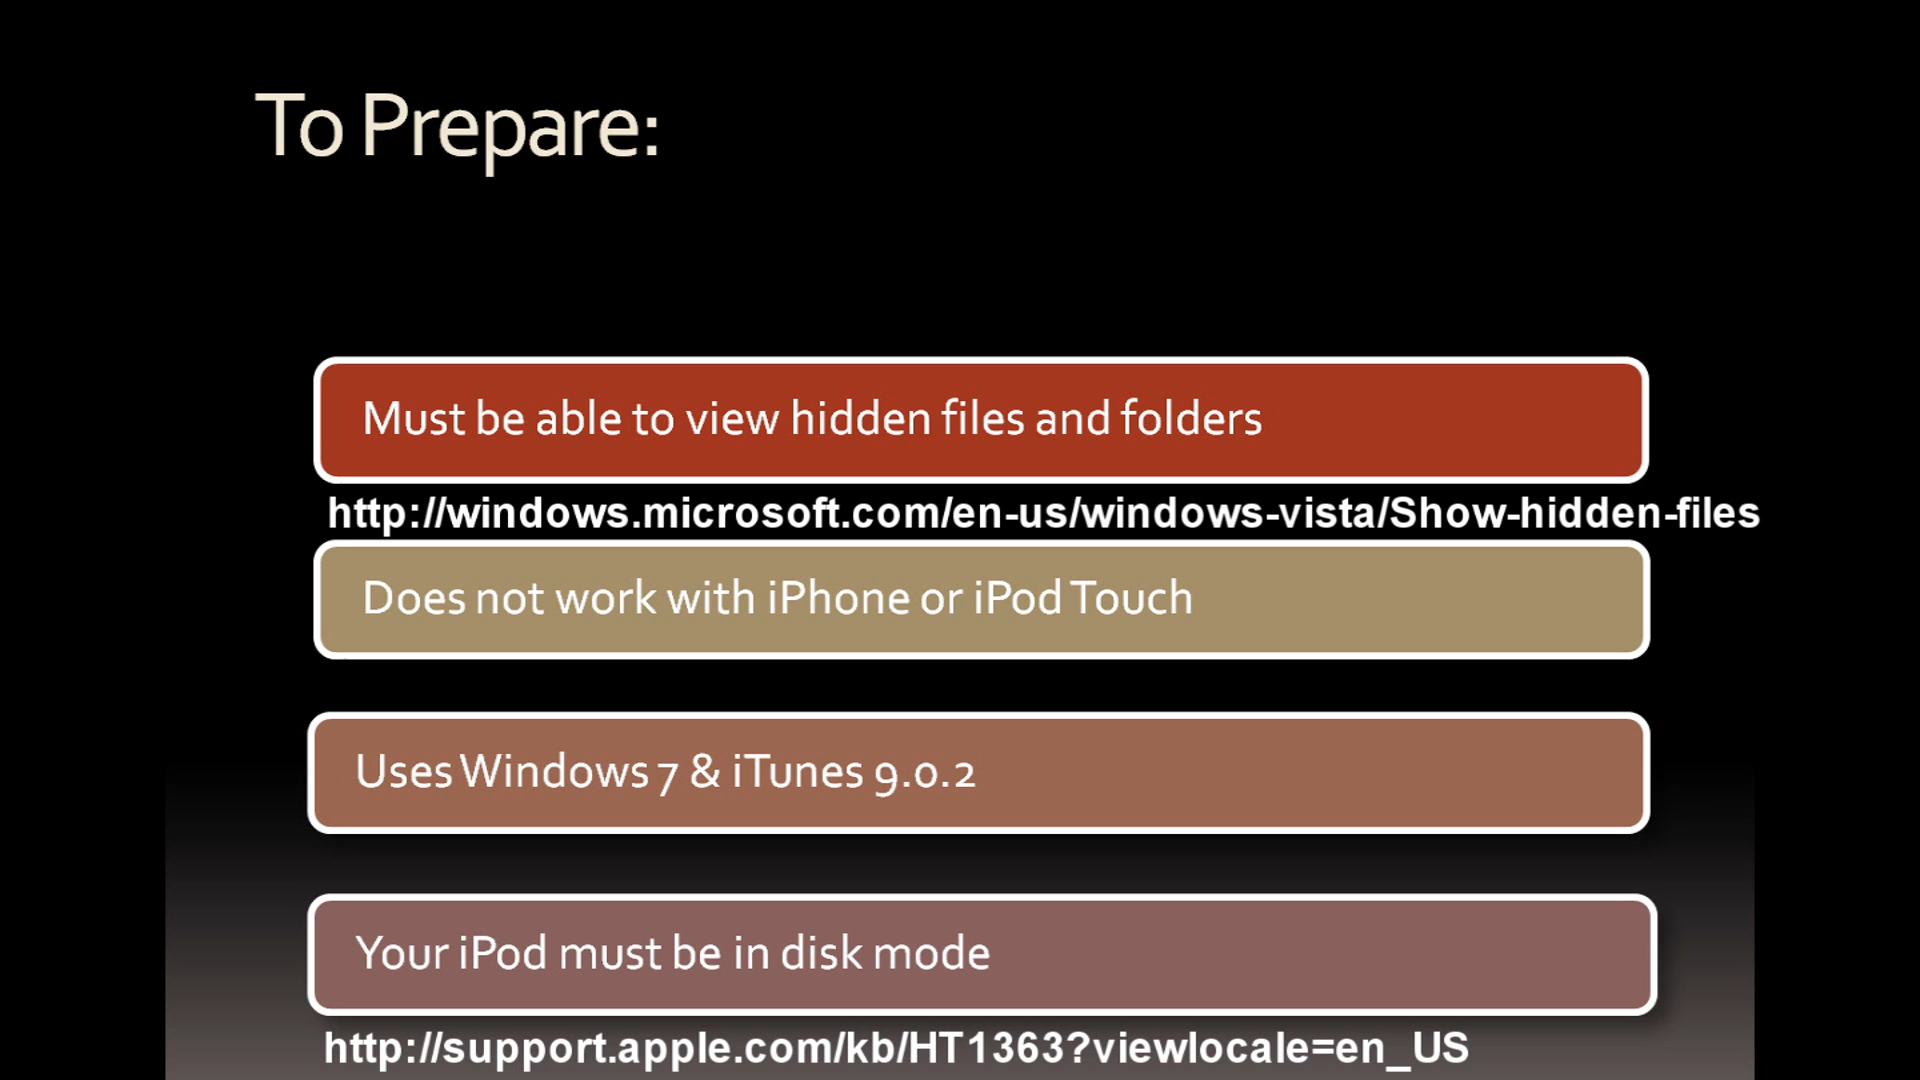 To Prepare:
Must be able to view hidden files and folders
http://windows.microsoft.com/en-us/windows-vista/Show-hidden-files
Does not work with iPhone or iPod Touch
Uses Windows 7 & iTunes 9.0.2
Your iPod must be in disk mode
http://support.apple.com/kb/HT1363?viewlocale=en_US